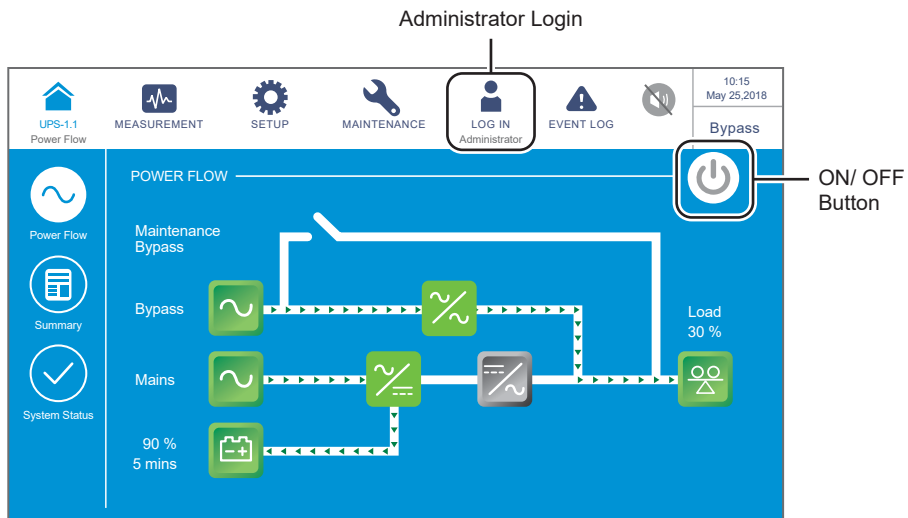 Administrator Login
UPS-1.1
Power Flow
MEASUREMENT
SETUP
MAINTENANCE
LOG IN
Administrator
EVENT LOG
10:15
May 25,2018
Bypass
ON/ OFF
Button
Power Flow
Summary
System Status
POWER FLOW
Maintenance
Bypass
Bypass
Load
30 %
Mains
90 %
5 mins